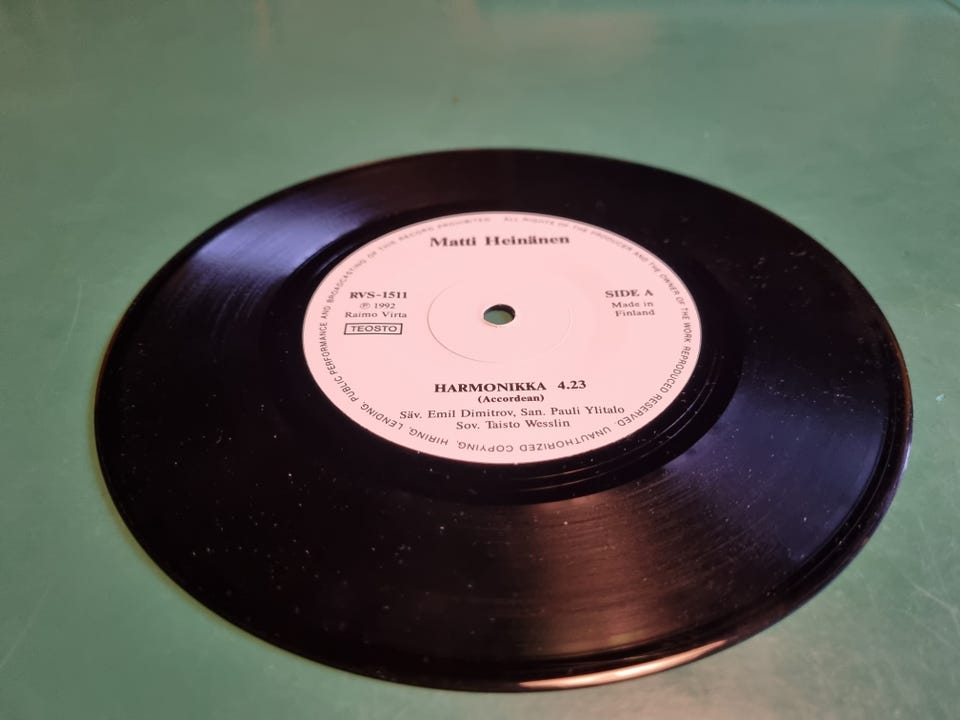 Matti Heinänen
RVS-1511
℗ 1992
Raimo Virta
TEOSTO
SIDE A
Made in
Finland
HARMONIKKA 4.23
(Accordean)
Säv. Emil Dimitrov, San. Pauli Ylitalo
Sov. Taisto Wesslin
ALL RIGHTS OF THE PRODUCER AND THE OWNER OF THE WORK REPRODUCED RESERVED. UNAUTHORIZED COPYING, HIRING, LENDING, PUBLIC PERFORMANCE AND BROADCASTING OF THIS RECORD PROHIBITED